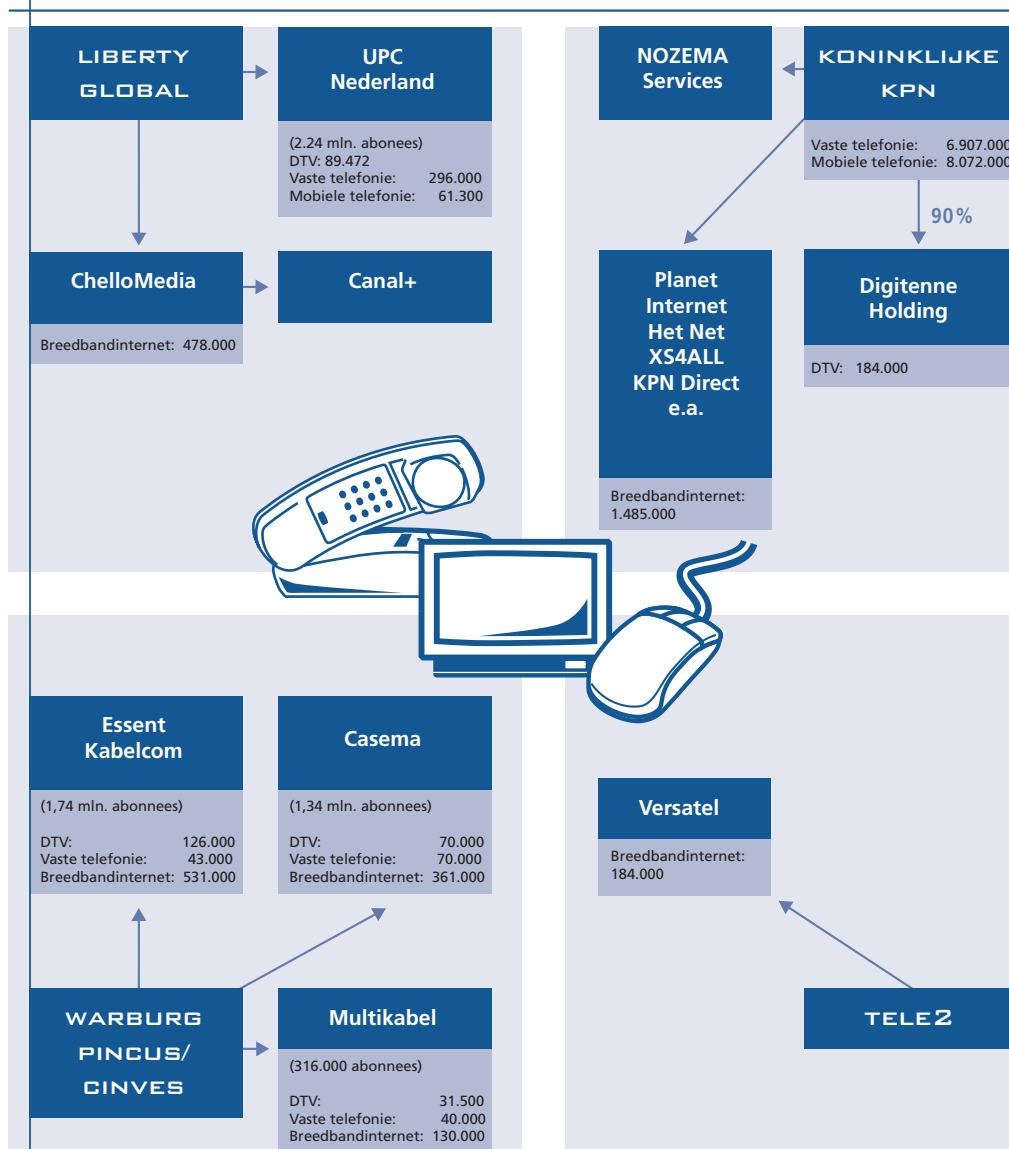 LIBERTY
GLOBAL
UPC
Nederland
(2.24 mln. abonees)
DTV: 89.472
Vaste telefonie: 296.000
Mobiele telefonie: 61.300
ChelloMedia
Breedbandinternet: 478.000
Canal+
NOZEMA
Services
KONINKLIJKE
KPN
Vaste telefonie: 6.907.000
Mobiele telefonie: 8.072.000
90%
Planet
Internet
Het Net
XS4ALL
KPN Direct
e.a.
Breedbandinternet:
1.485.000
Digitenne
Holding
DTV: 184.000
Essent
Kabelcom
(1,74 mln. abonnees)
DTV: 126.000
Vaste telefonie: 43.000
Breedbandinternet: 531.000
Casema
(1,34 mln. abonnees)
DTV: 70.000
Vaste telefonie: 70.000
Breedbandinternet: 361.000
WARBURG
PINCUS/
CINVES
Multikabel
(316.000 abonnees)
DTV: 31.500
Vaste telefonie: 40.000
Breedbandinternet: 130.000
Versatel
Breedbandinternet:
184.000
TELE2